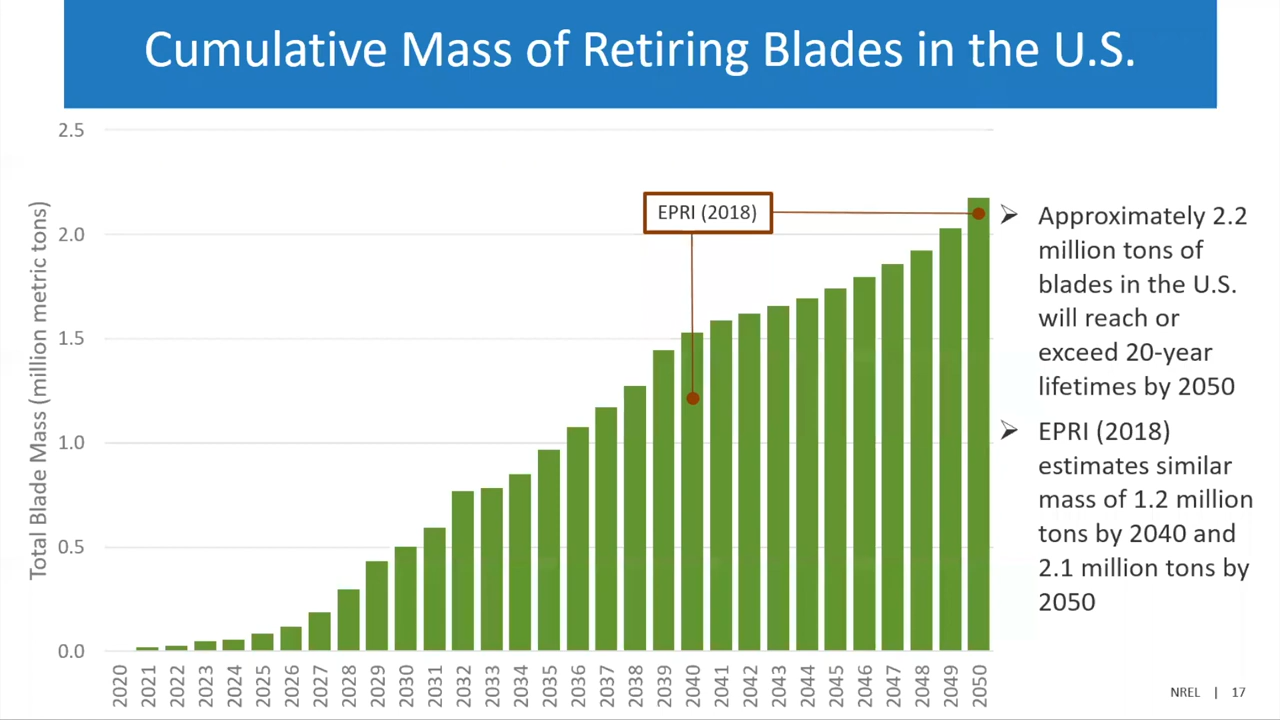 Cumulative Mass of Retiring Blades in the U.S.
Total Blade Mass (million metric tons)
2.5
2.0
1.5
1.0
0.5
0.0
EPRI (2018)
2020
2021
2022
2023
2024
2025
2026
2027
2028
2029
2030
2031
2032
2033
2034
2035
2036
2037
2038
2039
2040
2041
2042
2043
2044
2045
2046
2047
2048
2049
2050
➢ Approximately 2.2
million tons of
blades in the U.S.
will reach or
exceed 20-year
lifetimes by 2050
➢ EPRI (2018)
estimates similar
mass of 1.2 million
tons by 2040 and
2.1 million tons by
2050
NREL | 17